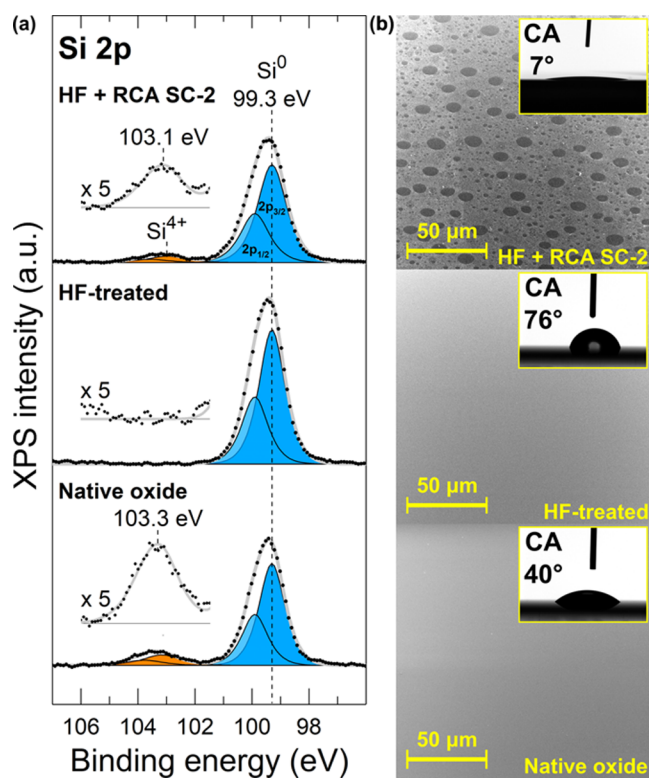 (a)
Si 2p
HF + RCA SC-2
Si⁰
99.3 eV
103.1 eV
x 5
Si⁴⁺
2p₃/₂
2p₁/₂
HF-treated
x 5
Native oxide
103.3 eV
x 5
XPS intensity (a.u.)
106 104 102 100 98
Binding energy (eV)
(b)
CA
7°
50 µm
HF + RCA SC-2
CA
76°
50 µm
HF-treated
CA
40°
50 µm
Native oxide